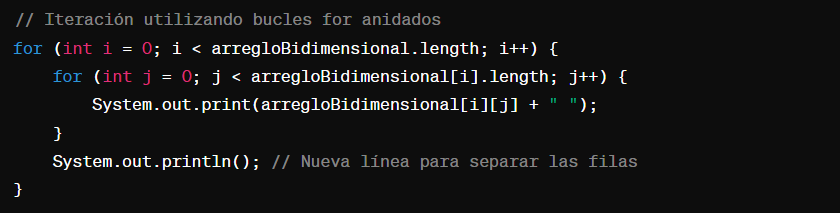 // Iteración utilizando bucles for anidados
for (int i = 0; i < arregloBidimensional.length; i++) {
    for (int j = 0; j < arregloBidimensional[i].length; j++) {
        System.out.print(arregloBidimensional[i][j] + " ");
    }
    System.out.println(); // Nueva línea para separar las filas
}